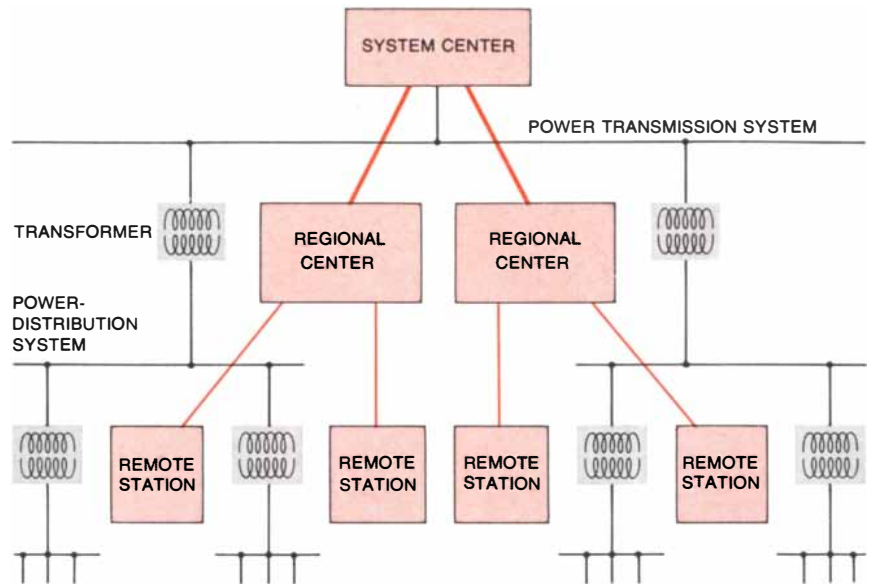 SYSTEM CENTER
POWER TRANSMISSION SYSTEM
TRANSFORMER
REGIONAL
CENTER
REGIONAL
CENTER
POWER-
DISTRIBUTION
SYSTEM
REMOTE
STATION
REMOTE
STATION
REMOTE
STATION
REMOTE
STATION